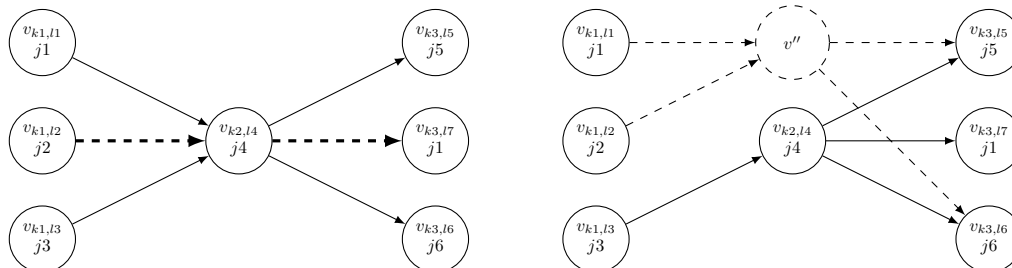 v_{k1,l1}
j1
v_{k1,l2}
j2
v_{k1,l3}
j3
v_{k2,l4}
j4
v_{k3,l5}
j5
v_{k3,l7}
j1
v_{k3,l6}
j6
v_{k1,l1}
j1
v_{k1,l2}
j2
v_{k1,l3}
j3
v''
v_{k2,l4}
j4
v_{k3,l5}
j5
v_{k3,l7}
j1
v_{k3,l6}
j6